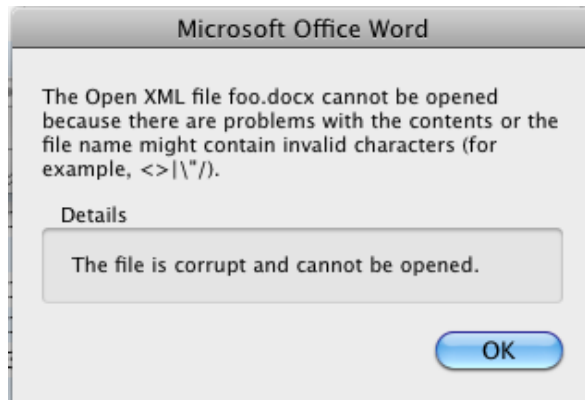 Microsoft Office Word
The Open XML file foo.docx cannot be opened
because there are problems with the contents or the
file name might contain invalid characters (for
example, <>|\"/).
Details
The file is corrupt and cannot be opened.
OK